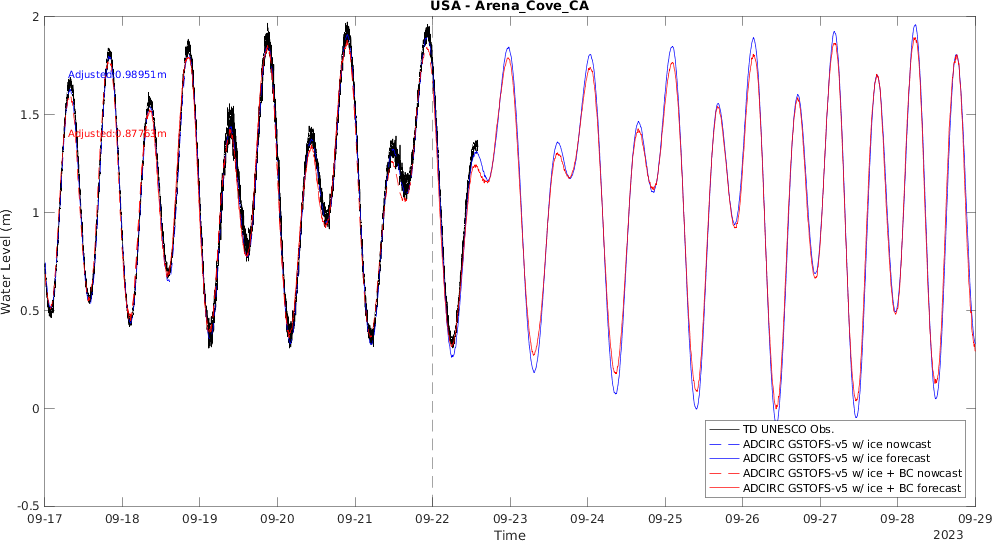 USA - Arena_Cove_CA
2
1.5
1
0.5
0
-0.5
Water Level (m)
Adjusted:0.98951m
Adjusted:0.87763m
TD UNESCO Obs.
ADCIRC GSTOFS-v5 w/ ice nowcast
ADCIRC GSTOFS-v5 w/ ice forecast
ADCIRC GSTOFS-v5 w/ ice + BC nowcast
ADCIRC GSTOFS-v5 w/ ice + BC forecast
09-17 09-18 09-19 09-20 09-21 09-22 09-23 09-24 09-25 09-26 09-27 09-28 09-29
Time
2023